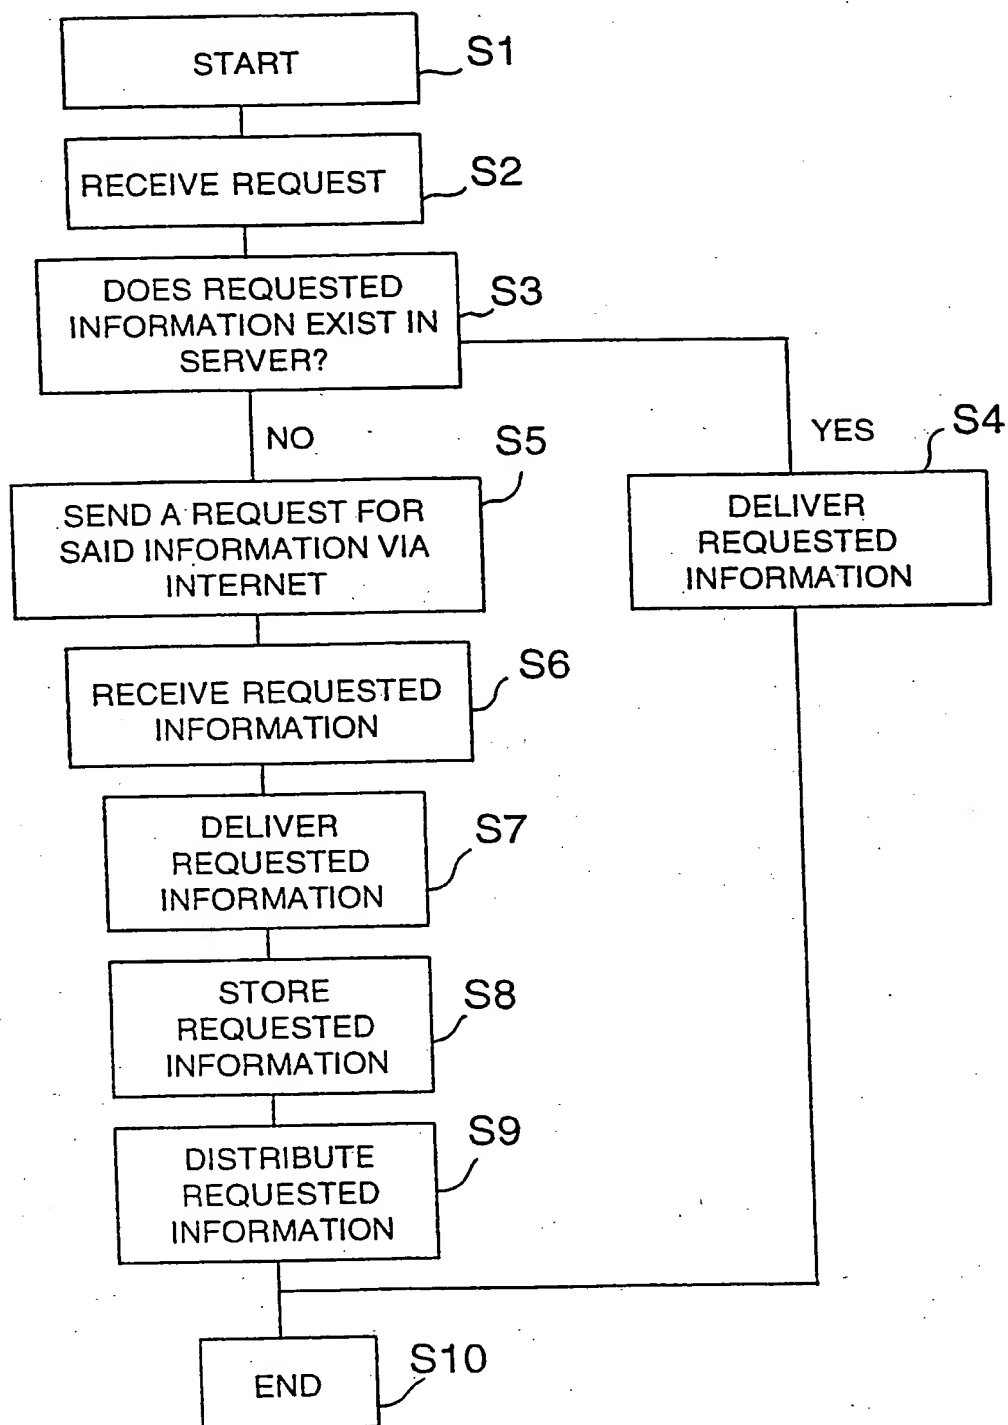 START
S1
RECEIVE REQUEST
S2
DOES REQUESTED
INFORMATION EXIST IN
SERVER?
S3
NO
YES
S4
DELIVER
REQUESTED
INFORMATION
S5
SEND A REQUEST FOR
SAID INFORMATION VIA
INTERNET
S6
RECEIVE REQUESTED
INFORMATION
S7
DELIVER
REQUESTED
INFORMATION
S8
STORE
REQUESTED
INFORMATION
S9
DISTRIBUTE
REQUESTED
INFORMATION
END
S10